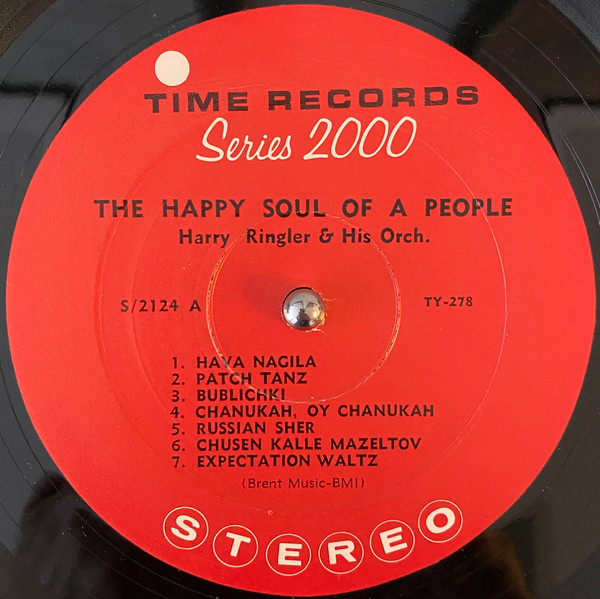 TIME RECORDS
Series 2000
THE HAPPY SOUL OF A PEOPLE
Harry Ringler & His Orch.
S/2124 A
TY-278
1. HAVA NAGILA
2. PATCH TANZ
3. BUBLICHKI
4. CHANUKAH, OY CHANUKAH
5. RUSSIAN SHER
6. CHUSEN KALLE MAZELTOV
7. EXPECTATION WALTZ
(Brent Music-BMI)
STEREO